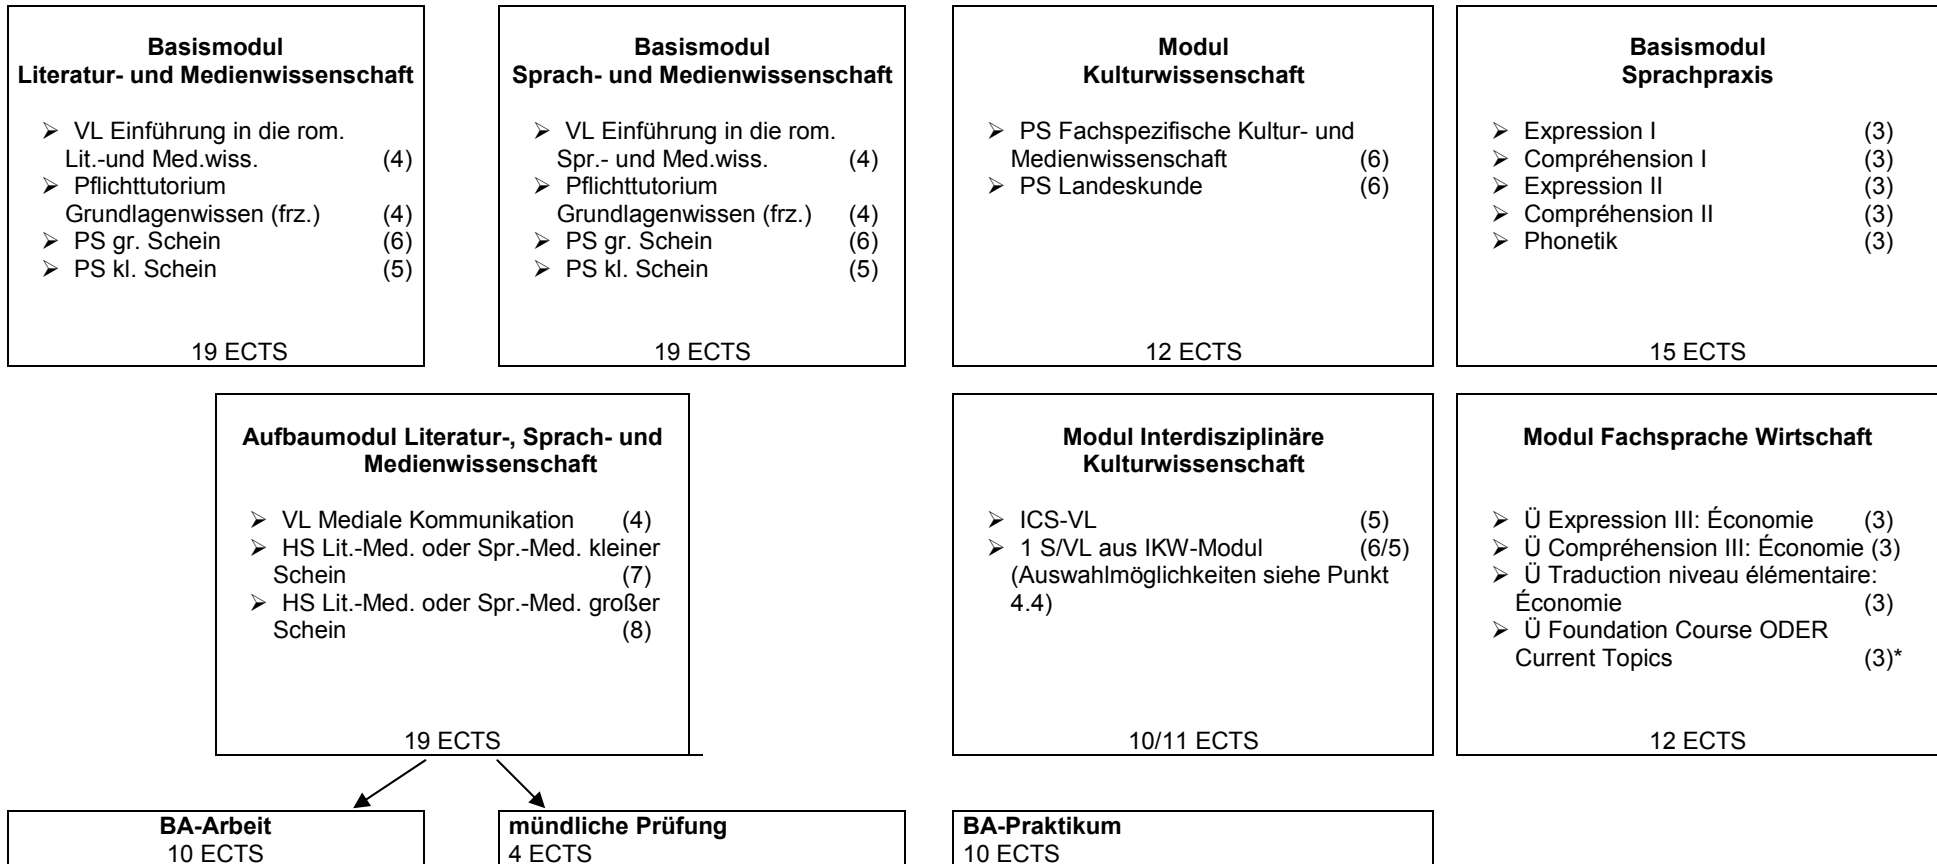 Basismodul
Literatur- und Medienwissenschaft
➢ VL Einführung in die rom.
Lit.-und Med.wiss. (4)
➢ Pflichttutorium
Grundlagenwissen (frz.) (4)
➢ PS gr. Schein (6)
➢ PS kl. Schein (5)
19 ECTS
Basismodul
Sprach- und Medienwissenschaft
➢ VL Einführung in die rom.
Spr.- und Med.wiss. (4)
➢ Pflichttutorium
Grundlagenwissen (frz.) (4)
➢ PS gr. Schein (6)
➢ PS kl. Schein (5)
19 ECTS
Modul
Kulturwissenschaft
➢ PS Fachspezifische Kultur- und
Medienwissenschaft (6)
➢ PS Landeskunde (6)
12 ECTS
Basismodul
Sprachpraxis
➢ Expression I (3)
➢ Compréhension I (3)
➢ Expression II (3)
➢ Compréhension II (3)
➢ Phonetik (3)
15 ECTS
Aufbaumodul Literatur-, Sprach- und
Medienwissenschaft
➢ VL Mediale Kommunikation (4)
➢ HS Lit.-Med. oder Spr.-Med. kleiner
Schein (7)
➢ HS Lit.-Med. oder Spr.-Med. großer
Schein (8)
19 ECTS
Modul Interdisziplinäre
Kulturwissenschaft
➢ ICS-VL (5)
➢ 1 S/VL aus IKW-Modul (6/5)
(Auswahlmöglichkeiten siehe Punkt
4.4)
10/11 ECTS
Modul Fachsprache Wirtschaft
➢ Ü Expression III: Économie (3)
➢ Ü Compréhension III: Économie (3)
➢ Ü Traduction niveau élémentaire:
Économie (3)
➢ Ü Foundation Course ODER
Current Topics (3)*
12 ECTS
BA-Arbeit
10 ECTS
mündliche Prüfung
4 ECTS
BA-Praktikum
10 ECTS